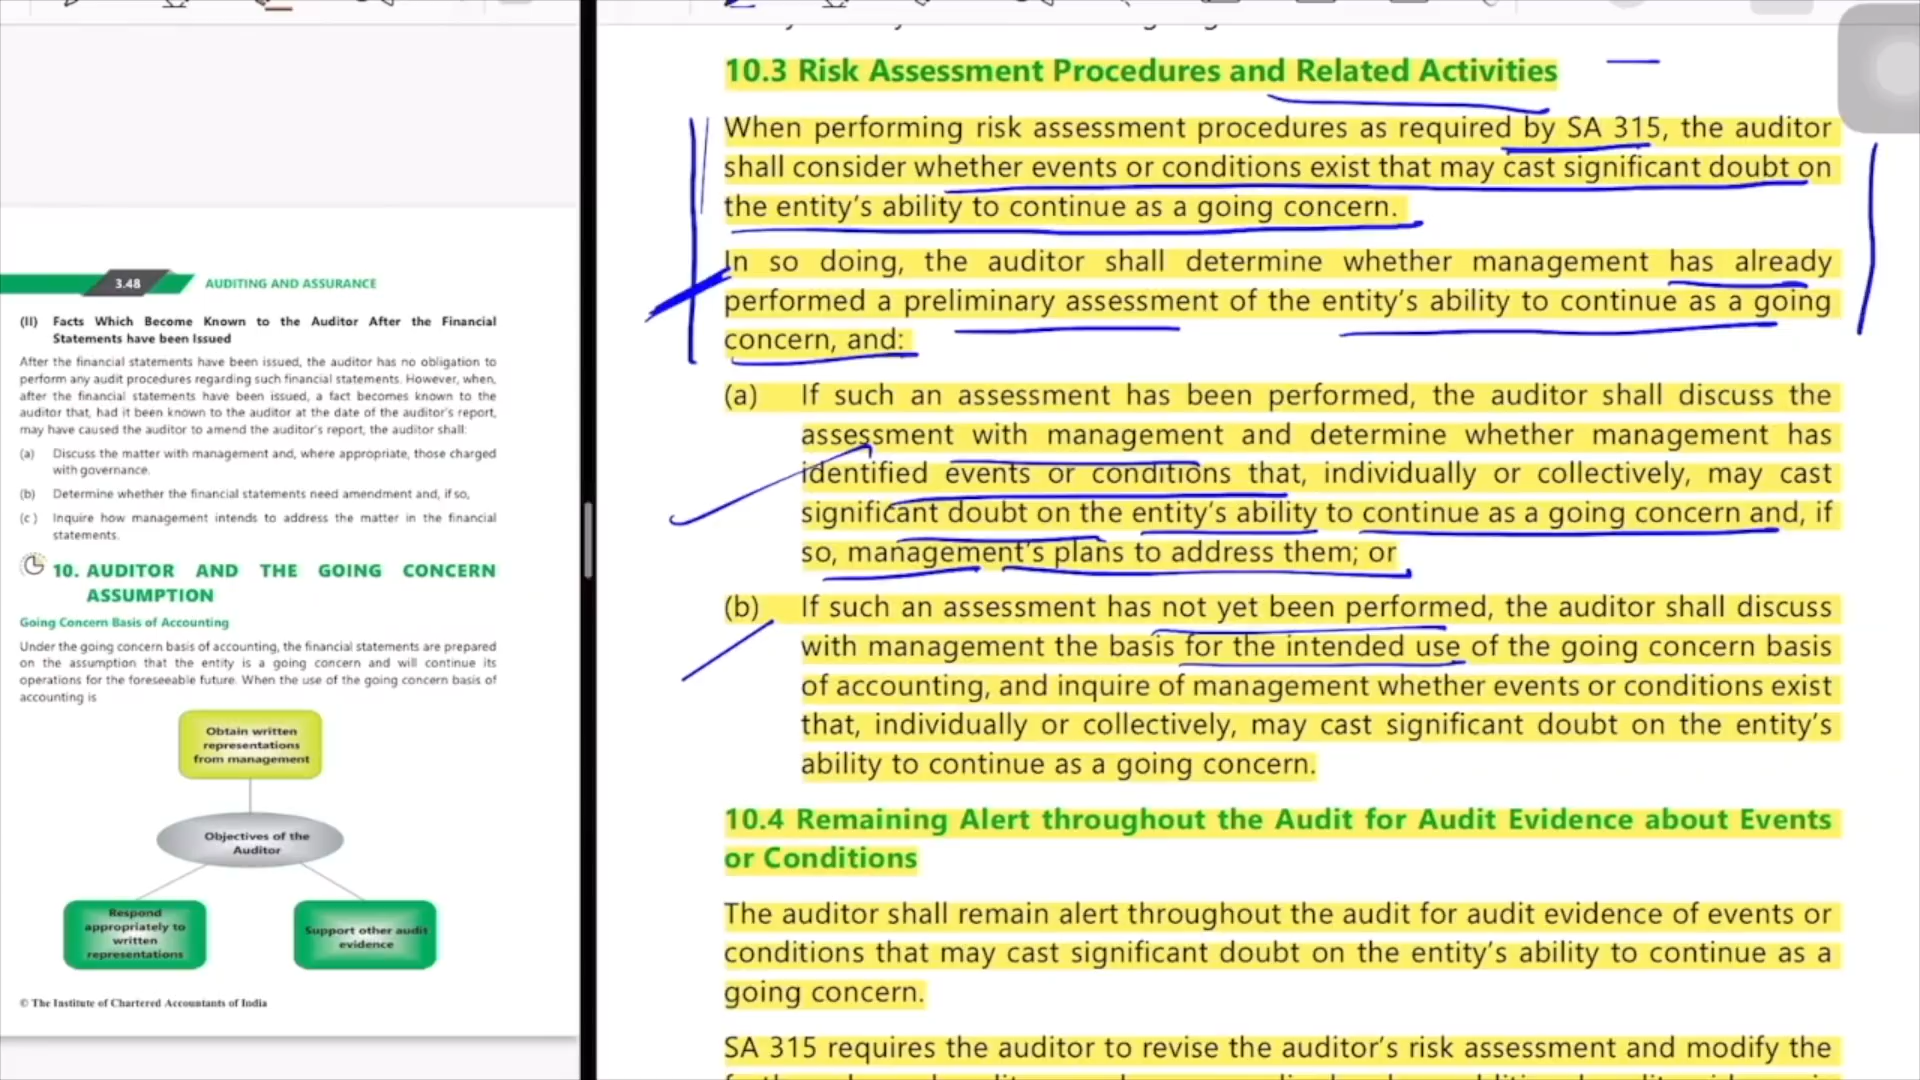 3.48
AUDITING AND ASSURANCE
(II) Facts Which Become Known to the Auditor After the Financial
Statements have been Issued
After the financial statements have been issued, the auditor has no obligation to
perform any audit procedures regarding such financial statements. However, when,
after the financial statements have been issued, a fact becomes known to the
auditor that, had it been known to the auditor at the date of the auditor's report,
may have caused the auditor to amend the auditor's report, the auditor shall:
(a) Discuss the matter with management and, where appropriate, those charged
with governance.
(b) Determine whether the financial statements need amendment and, if so,
(c ) Inquire how management intends to address the matter in the financial
statements.
10. AUDITOR AND THE GOING CONCERN
ASSUMPTION
Going Concern Basis of Accounting
Under the going concern basis of accounting, the financial statements are prepared
on the assumption that the entity is a going concern and will continue its
operations for the foreseeable future. When the use of the going concern basis of
accounting is
Obtain written
representations
from management
Objectives of the
Auditor
Respond
appropriately to
written
representations
Support other audit
evidence
© The Institute of Chartered Accountants of India
10.3 Risk Assessment Procedures and Related Activities
When performing risk assessment procedures as required by SA 315, the auditor
shall consider whether events or conditions exist that may cast significant doubt on
the entity's ability to continue as a going concern.
In so doing, the auditor shall determine whether management has already
performed a preliminary assessment of the entity's ability to continue as a going
concern, and:
(a) If such an assessment has been performed, the auditor shall discuss the
assessment with management and determine whether management has
identified events or conditions that, individually or collectively, may cast
significant doubt on the entity's ability to continue as a going concern and, if
so, management's plans to address them; or
(b) If such an assessment has not yet been performed, the auditor shall discuss
with management the basis for the intended use of the going concern basis
of accounting, and inquire of management whether events or conditions exist
that, individually or collectively, may cast significant doubt on the entity's
ability to continue as a going concern.
10.4 Remaining Alert throughout the Audit for Audit Evidence about Events
or Conditions
The auditor shall remain alert throughout the audit for audit evidence of events or
conditions that may cast significant doubt on the entity's ability to continue as a
going concern.
SA 315 requires the auditor to revise the auditor's risk assessment and modify the